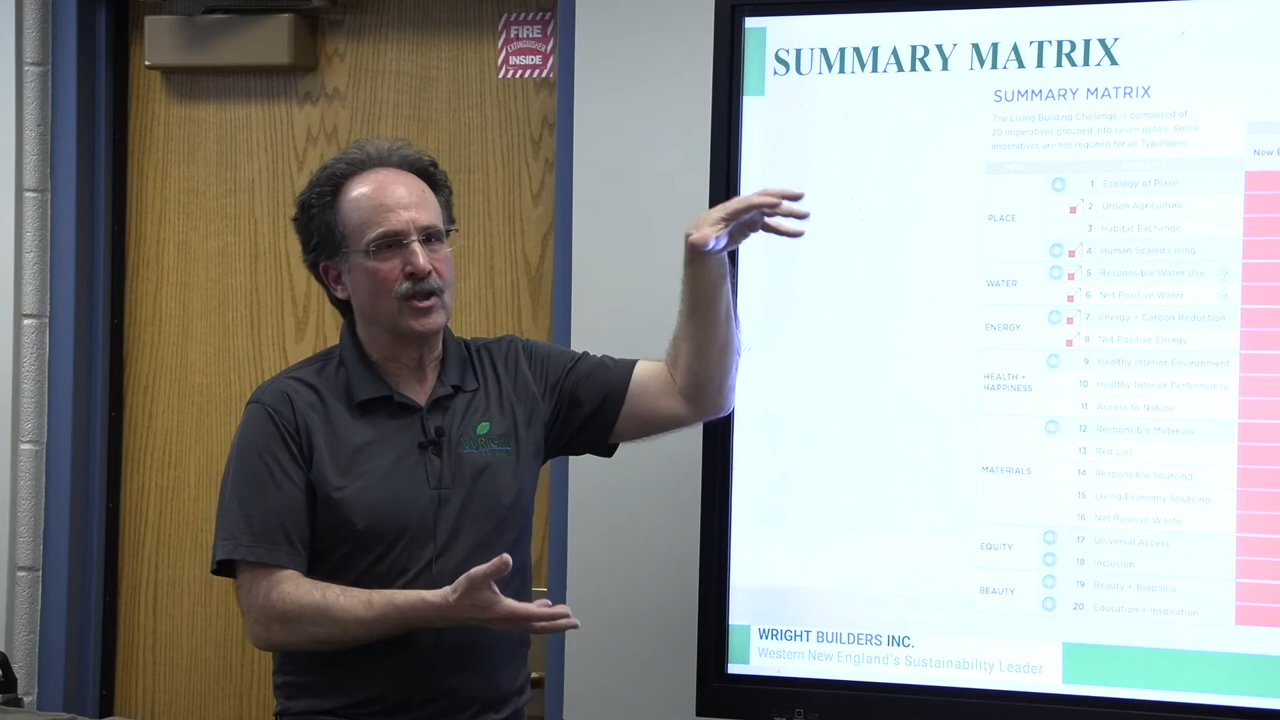 FIRE
EXTINGUISHER
INSIDE
WRIGHT
SUMMARY MATRIX
SUMMARY MATRIX
The Living Building Challenge is composed of
20 Imperatives grouped into seven petals. Some
Imperatives are not required for all Typologies.
New B
PLACE
1 Ecology of Place
2 Urban Agriculture
3 Habitat Exchange
4 Human Scaled Living
WATER
5 Responsible Water Use
6 Net Positive Water
ENERGY
7 Energy + Carbon Reduction
8 Net Positive Energy
HEALTH +
HAPPINESS
9 Healthy Interior Environment
10 Healthy Interior Performance
11 Access to Nature
MATERIALS
12 Responsible Materials
13 Red List
14 Responsible Sourcing
15 Living Economy Sourcing
16 Net Positive Waste
EQUITY
17 Universal Access
18 Inclusion
BEAUTY
19 Beauty + Biophilia
20 Education + Inspiration
WRIGHT BUILDERS INC.
Western New England's Sustainability Leader